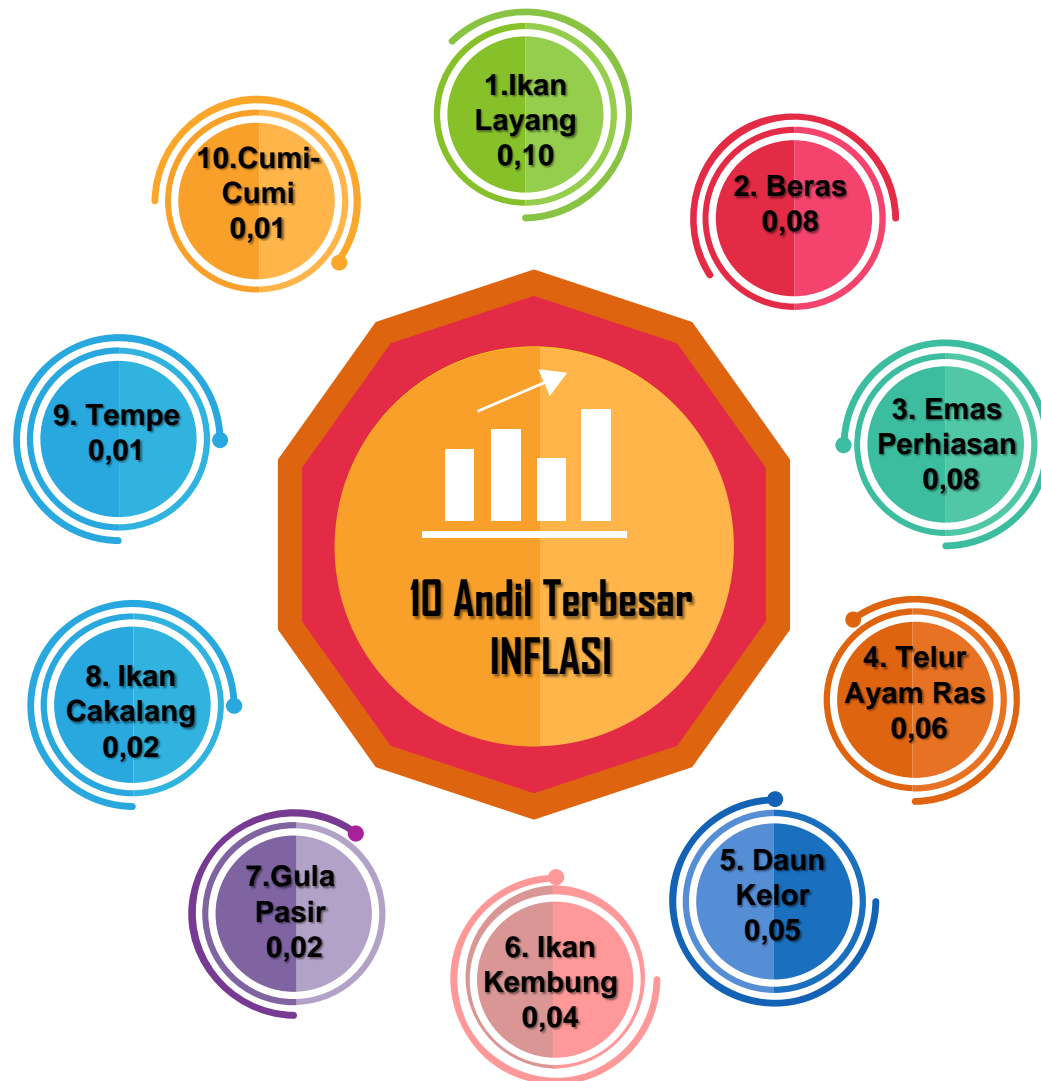 1.Ikan
Layang
0,10
2. Beras
0,08
3. Emas
Perhiasan
0,08
4. Telur
Ayam Ras
0,06
5. Daun
Kelor
0,05
6. Ikan
Kembung
0,04
7.Gula
Pasir
0,02
8. Ikan
Cakalang
0,02
9. Tempe
0,01
10.Cumi-
Cumi
0,01
10 Andil Terbesar
INFLASI